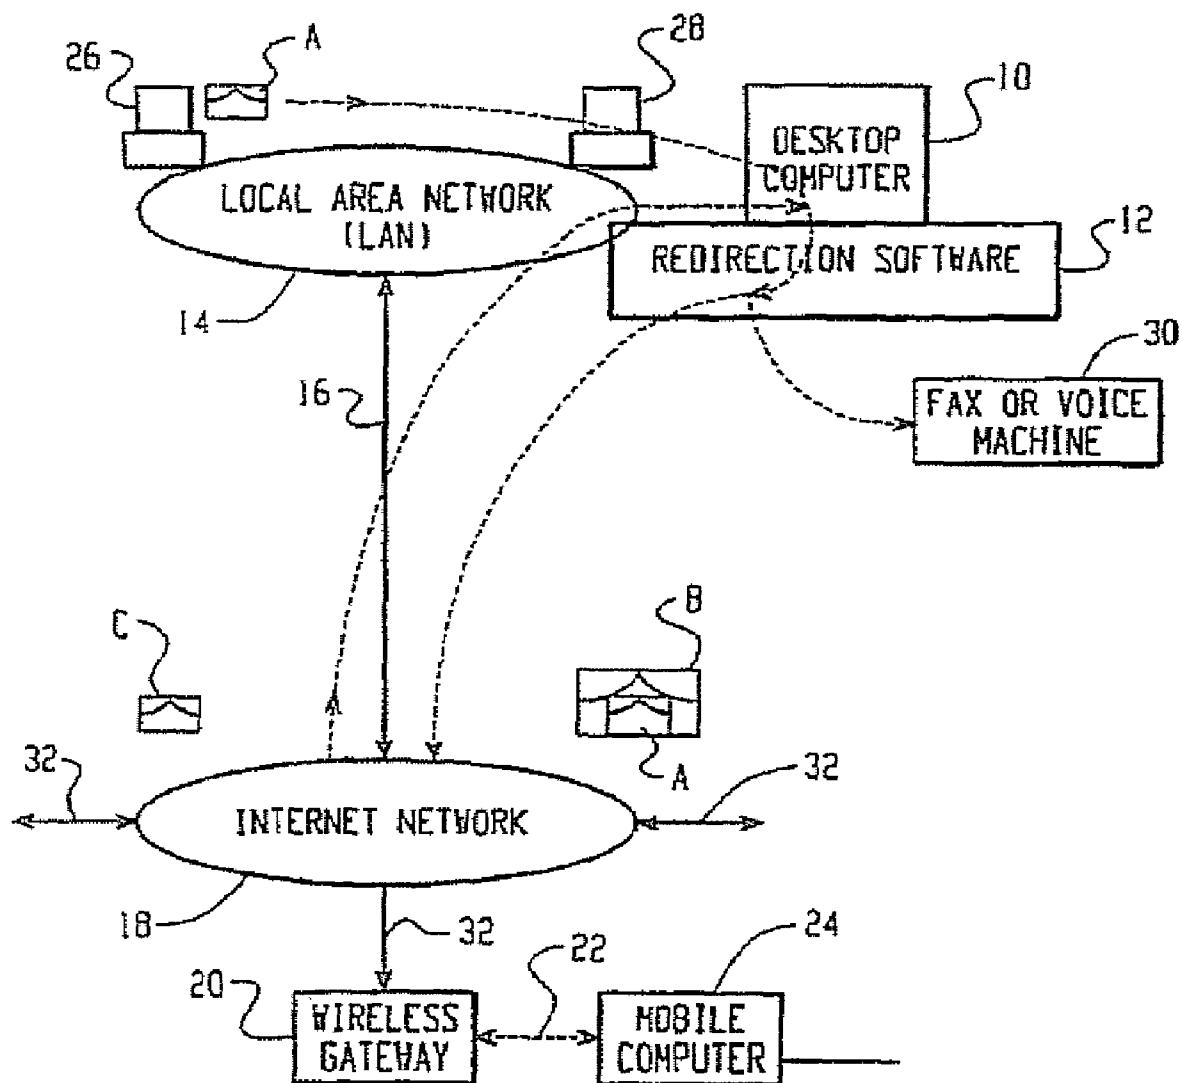 26
A
28
10
DESKTOP
COMPUTER
LOCAL AREA NETWORK
(LAN)
12
REDIRECTION SOFTWARE
14
16
30
FAX OR VOICE
MACHINE
C
B
A
32
32
INTERNET NETWORK
18
32
22
24
20
WIRELESS
GATEWAY
MOBILE
COMPUTER